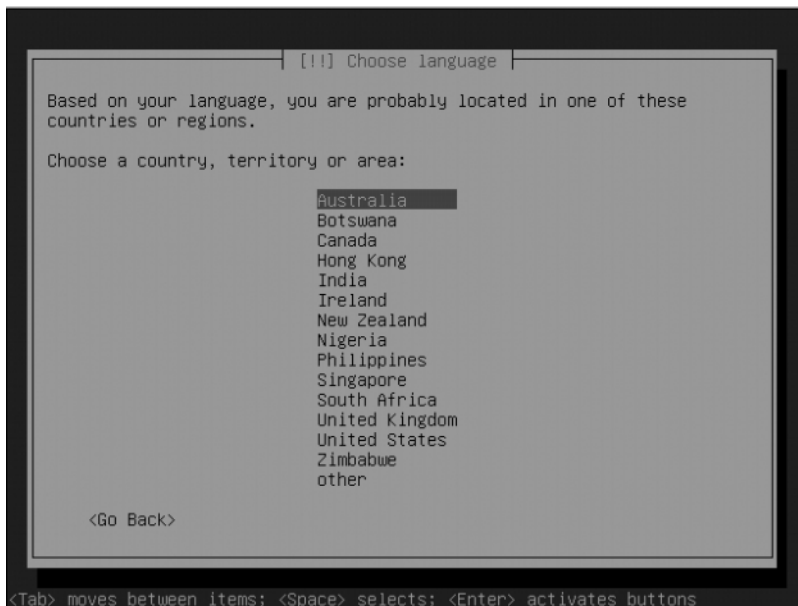 [!!] Choose language
Based on your language, you are probably located in one of these
countries or regions.
Choose a country, territory or area:
Australia
Botswana
Canada
Hong Kong
India
Ireland
New Zealand
Nigeria
Philippines
Singapore
South Africa
United Kingdom
United States
Zimbabwe
other
<Go Back>
<Tab> moves between items; <Space> selects; <Enter> activates buttons